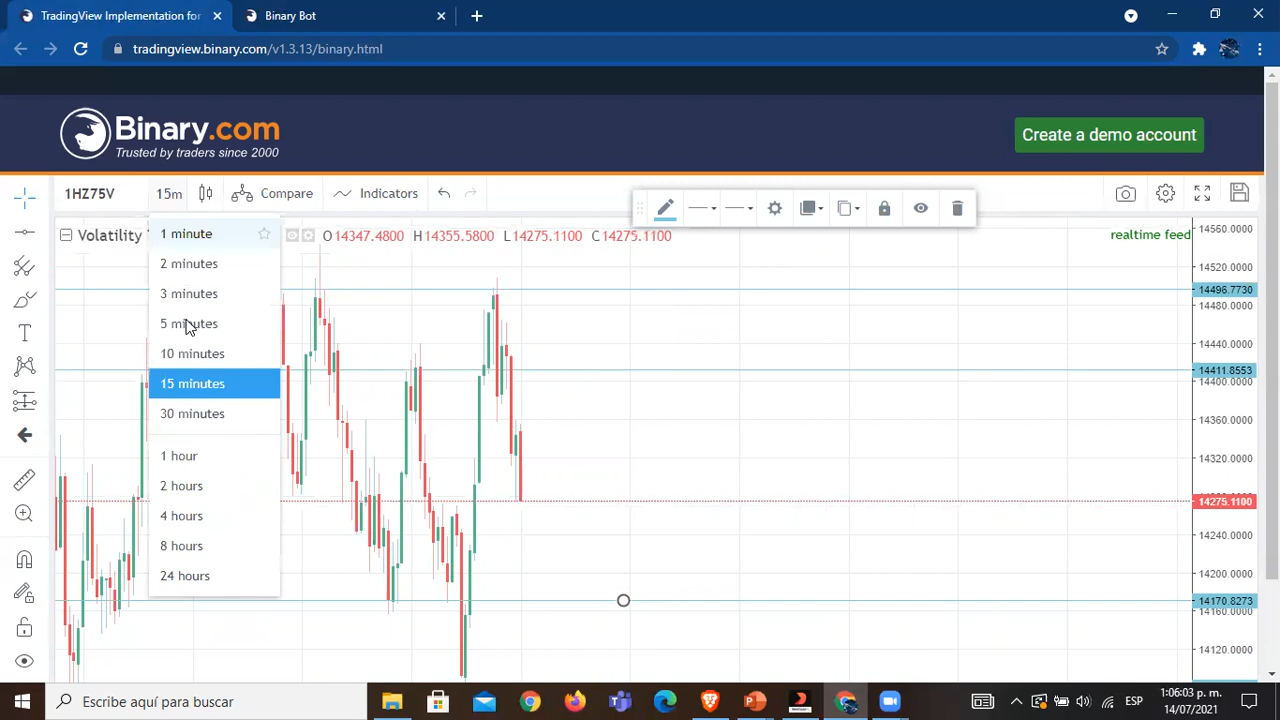 TradingView Implementation for
Binary Bot
tradingview.binary.com/v1.3.13/binary.html
Binary.com
Trusted by traders since 2000
Create a demo account
1HZ75V
15m
Compare
Indicators
Volatility
O14347.4800 H14355.5800 L14275.1100 C14275.1100
realtime feed
1 minute
2 minutes
3 minutes
5 minutes
10 minutes
15 minutes
30 minutes
1 hour
2 hours
4 hours
8 hours
24 hours
14560.0000
14520.0000
14496.7730
14480.0000
14440.0000
14411.8553
14400.0000
14360.0000
14320.0000
14275.1100
14240.0000
14200.0000
14170.8273
14160.0000
14120.0000
Escribe aquí para buscar
ESP
1:06:03 p. m.
14/07/2021